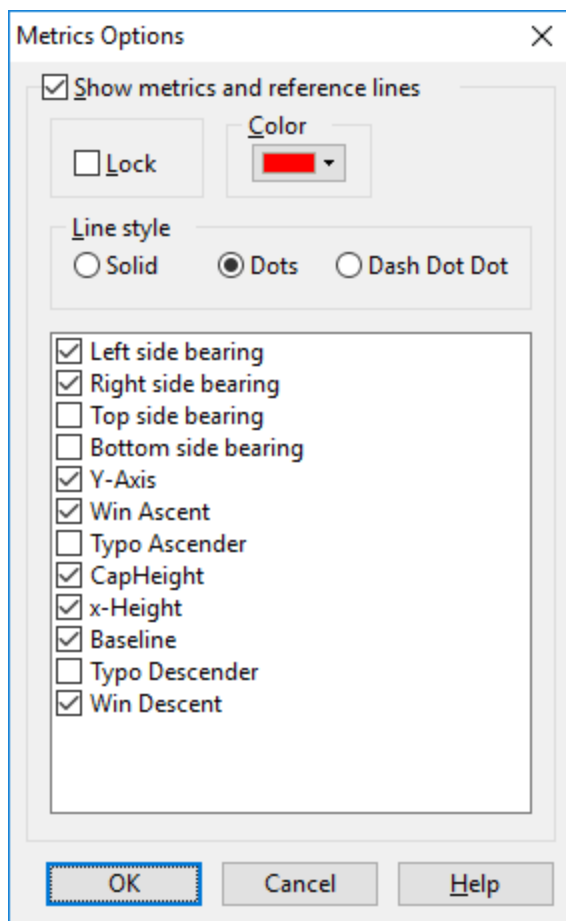 Metrics Options
Show metrics and reference lines
Lock
Color
Line style
Solid Dots Dash Dot Dot
Left side bearing
Right side bearing
Top side bearing
Bottom side bearing
Y-Axis
Win Ascent
Typo Ascender
CapHeight
x-Height
Baseline
Typo Descender
Win Descent
OK Cancel Help